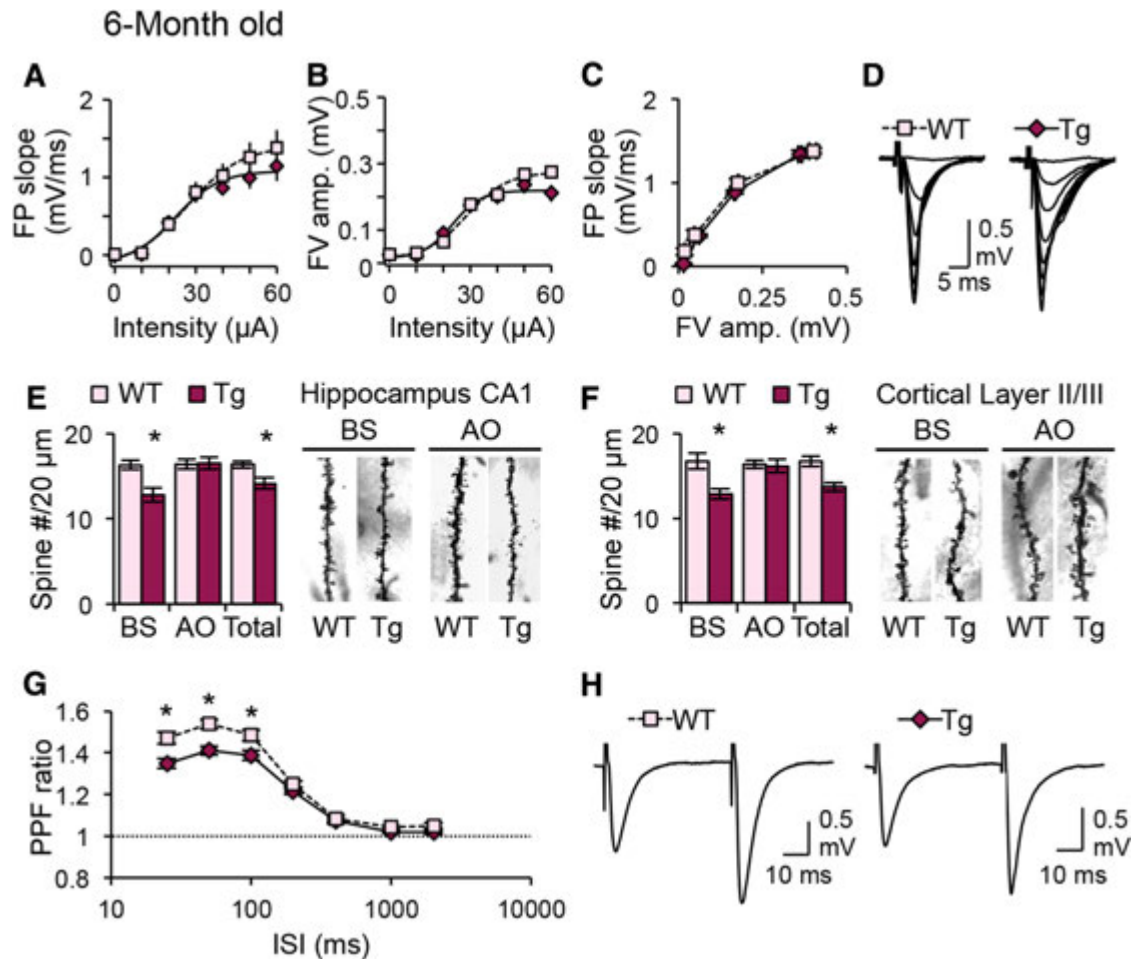 6-Month old
A
FP slope
(mV/ms)
2
1
0
0 20 40 60
Intensity (µA)
B
FV amp. (mV)
0.5
0.3
0.1
0
0 20 40 60
Intensity (µA)
C
FP slope
(mV/ms)
2
1
0
0 0.25 0.5
FV amp. (mV)
D
WT Tg
0.5
mV
5 ms
E
WT Tg
Hippocampus CA1
BS AO
Spine #/20 µm
20
10
0
* *
BS AO Total
WT Tg WT Tg
F
WT Tg
Cortical Layer II/III
BS AO
Spine #/20 µm
20
10
0
* *
BS AO Total
WT Tg WT Tg
G
PPF ratio
1.6
1.4
1.2
1
0.8
* * *
10 100 1000 10000
ISI (ms)
H
WT Tg
0.5
mV
10 ms
0.5
mV
10 ms